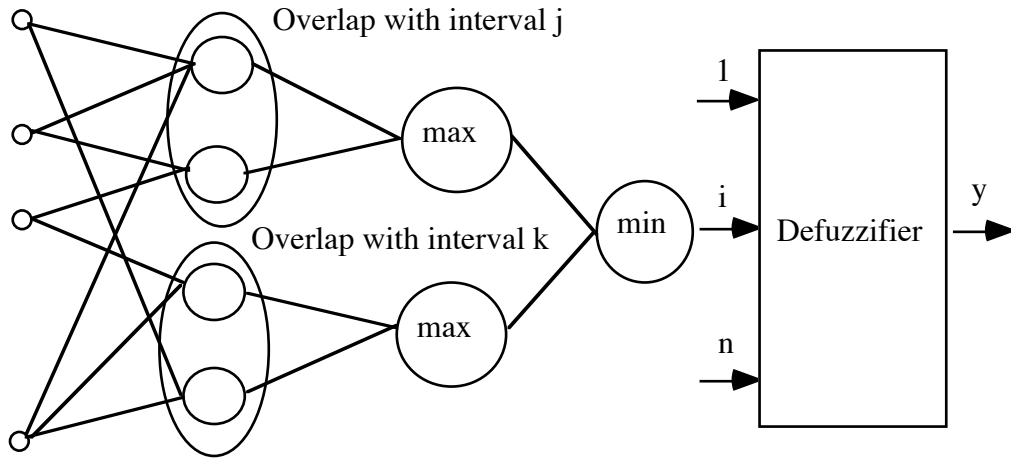 Overlap with interval j
max
Overlap with interval k
max
min
1
i
n
Defuzzifier
y